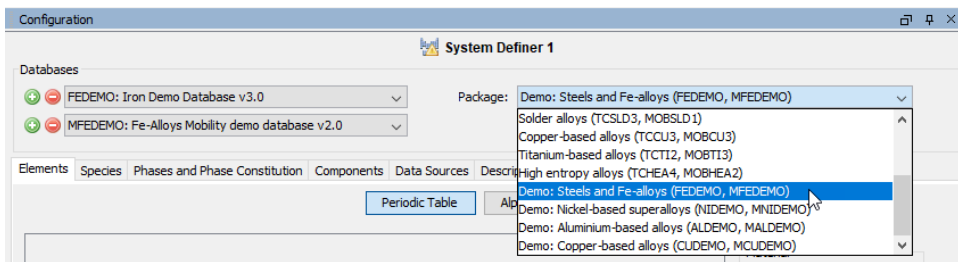 Configuration
System Definer 1
Databases
FEDEMO: Iron Demo Database v3.0
Package: Demo: Steels and Fe-alloys (FEDEMO, MFEDEMO)
MFEDEMO: Fe-Alloys Mobility demo database v2.0
Solder alloys (TCSLD3, MOBSLD1)
Copper-based alloys (TCCU3, MOBCU3)
Titanium-based alloys (TCTI2, MOBTI3)
High entropy alloys (TCHEA4, MOBHEA2)
Demo: Steels and Fe-alloys (FEDEMO, MFEDEMO)
Demo: Nickel-based superalloys (NIDEMO, MNIDEMO)
Demo: Aluminium-based alloys (ALDEMO, MALDEMO)
Demo: Copper-based alloys (CUDEMO, MCUDEMO)
Elements Species Phases and Phase Constitution Components Data Sources Descrip
Periodic Table Alp